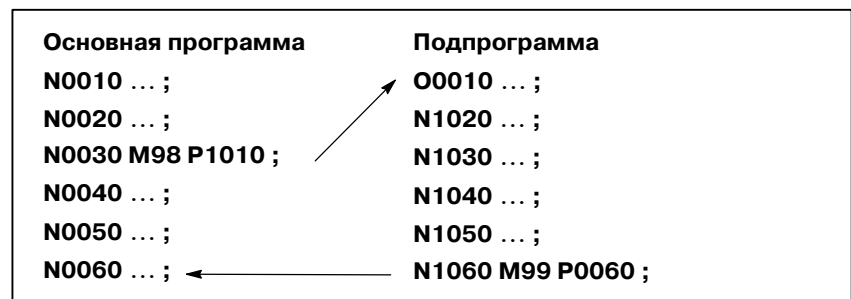 Основная программа
N0010 … ;
N0020 … ;
N0030 M98 P1010 ;
N0040 … ;
N0050 … ;
N0060 … ;
Подпрограмма
O0010 … ;
N1020 … ;
N1030 … ;
N1040 … ;
N1050 … ;
N1060 M99 P0060 ;